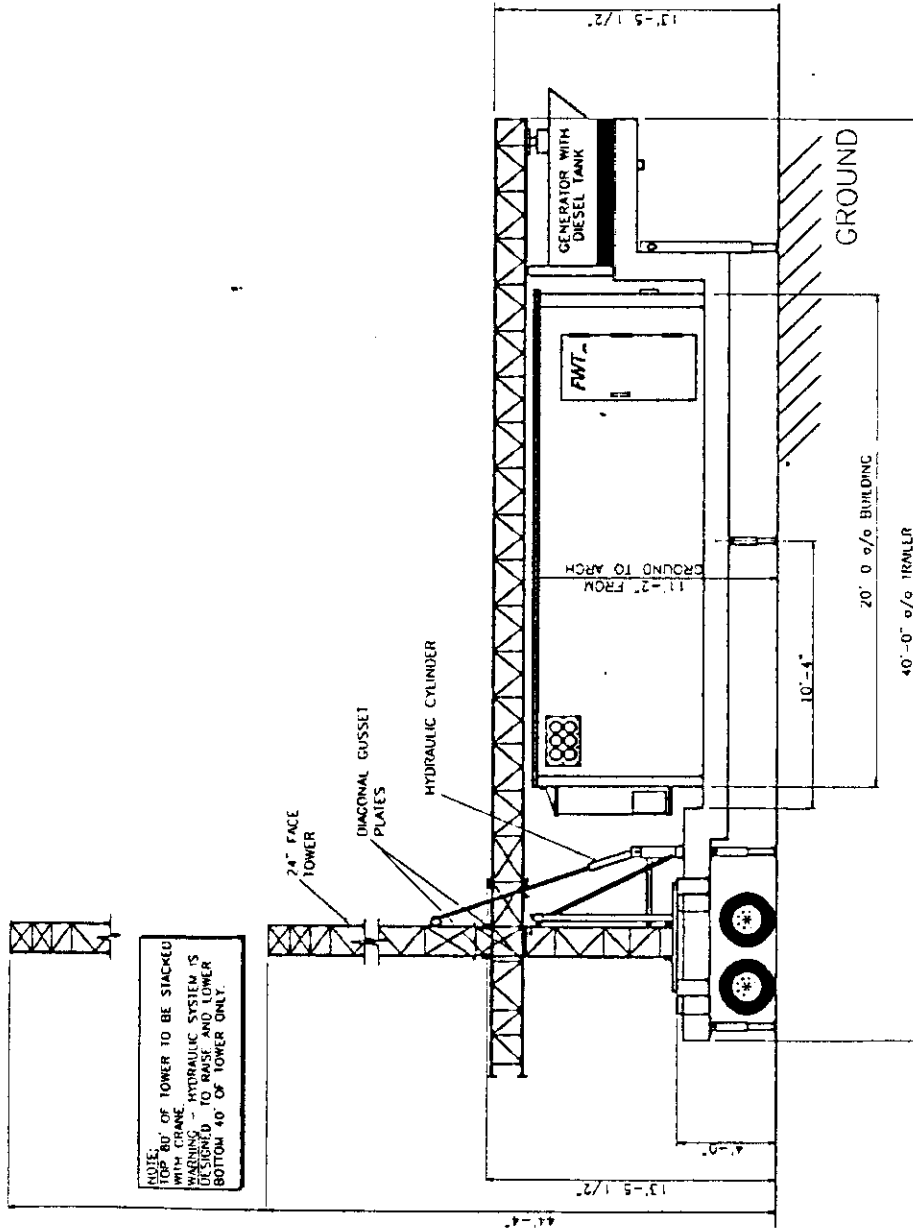 NOTE:
TOP 80' OF TOWER TO BE STACKED
WITH CRANE.
WARNING - HYDRAULIC SYSTEM IS
DESIGNED TO RAISE AND LOWER
BOTTOM 40' OF TOWER ONLY.
24" FACE
TOWER
DIAGONAL GUSSET
PLATES
HYDRAULIC CYLINDER
GENERATOR WITH
DIESEL TANK
FWT
11'-2" FROM
GROUND TO ARCH
13'-5 1/2"
GROUND
44'-4"
13'-5 1/2"
4'-0"
10'-4"
20' 0 o/o BUILDING
40'-0" o/o TRAILER